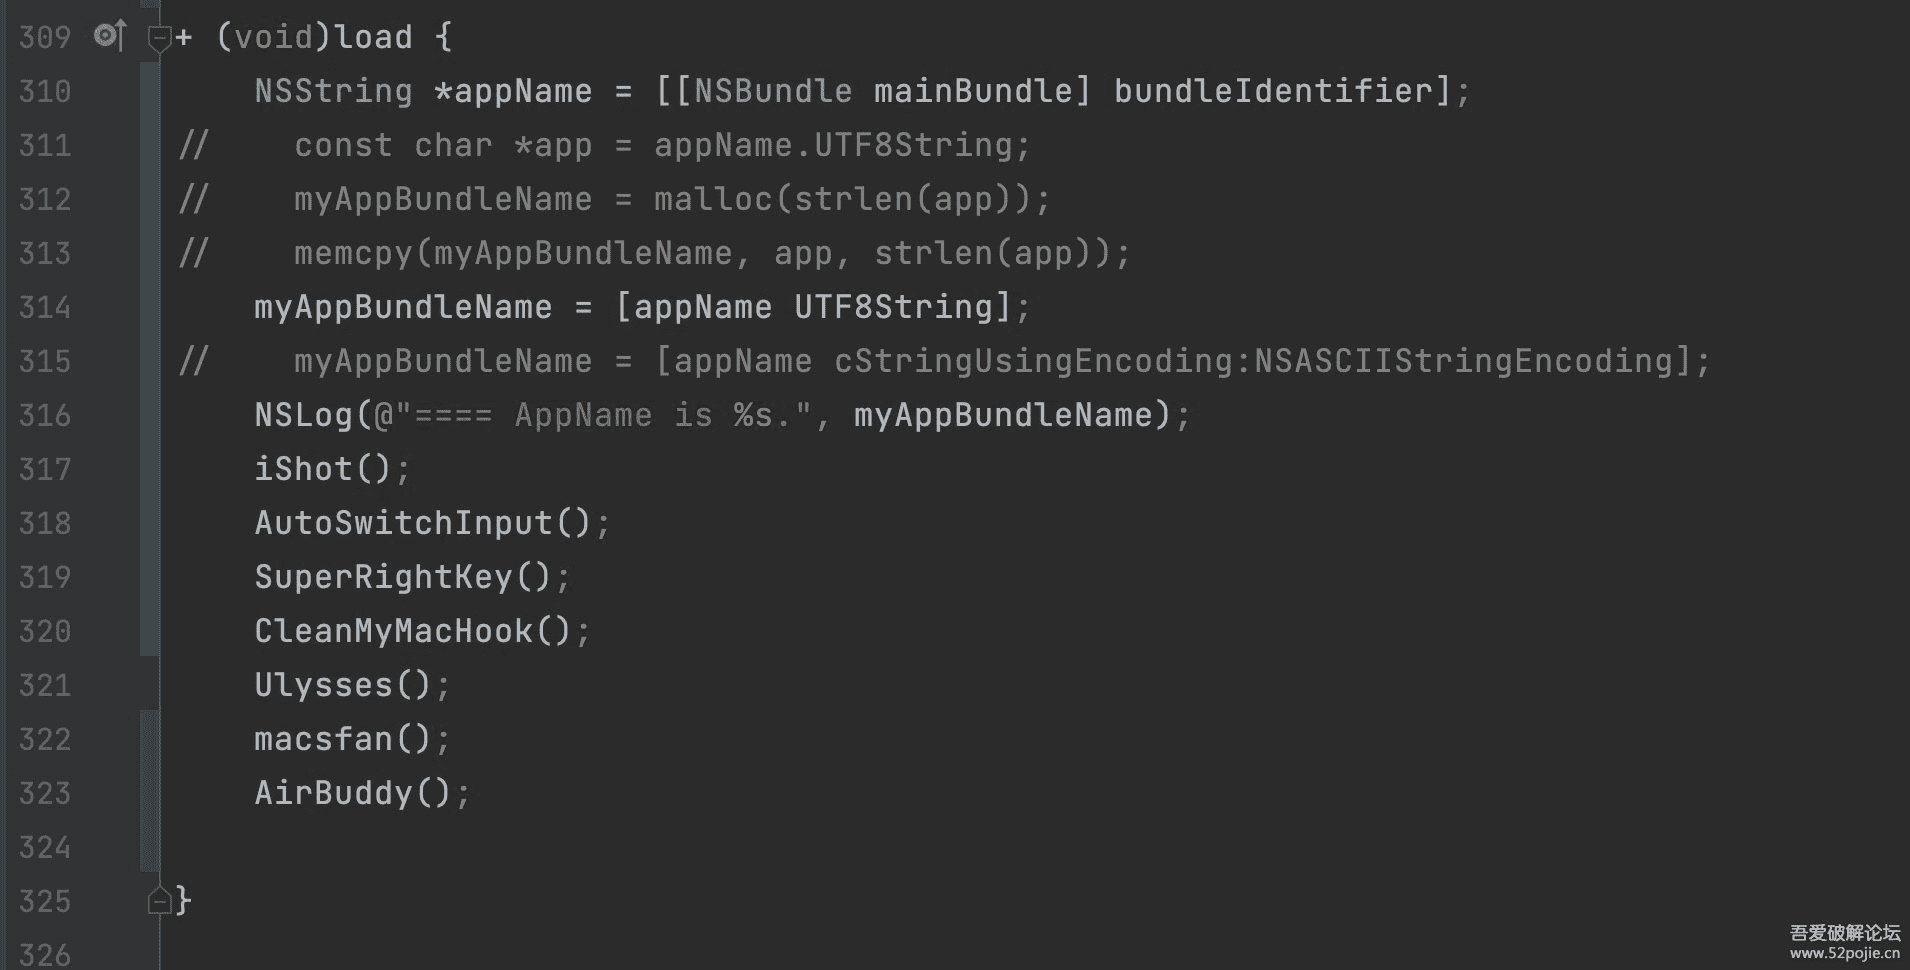 309 + (void)load {
310 NSString *appName = [[NSBundle mainBundle] bundleIdentifier];
311 // const char *app = appName.UTF8String;
312 // myAppBundleName = malloc(strlen(app));
313 // memcpy(myAppBundleName, app, strlen(app));
314 myAppBundleName = [appName UTF8String];
315 // myAppBundleName = [appName cStringUsingEncoding:NSASCIIStringEncoding];
316 NSLog(@"==== AppName is %s.", myAppBundleName);
317 iShot();
318 AutoSwitchInput();
319 SuperRightKey();
320 CleanMyMacHook();
321 Ulysses();
322 macsfan();
323 AirBuddy();
324
325 }
326
吾爱破解论坛
www.52pojie.cn